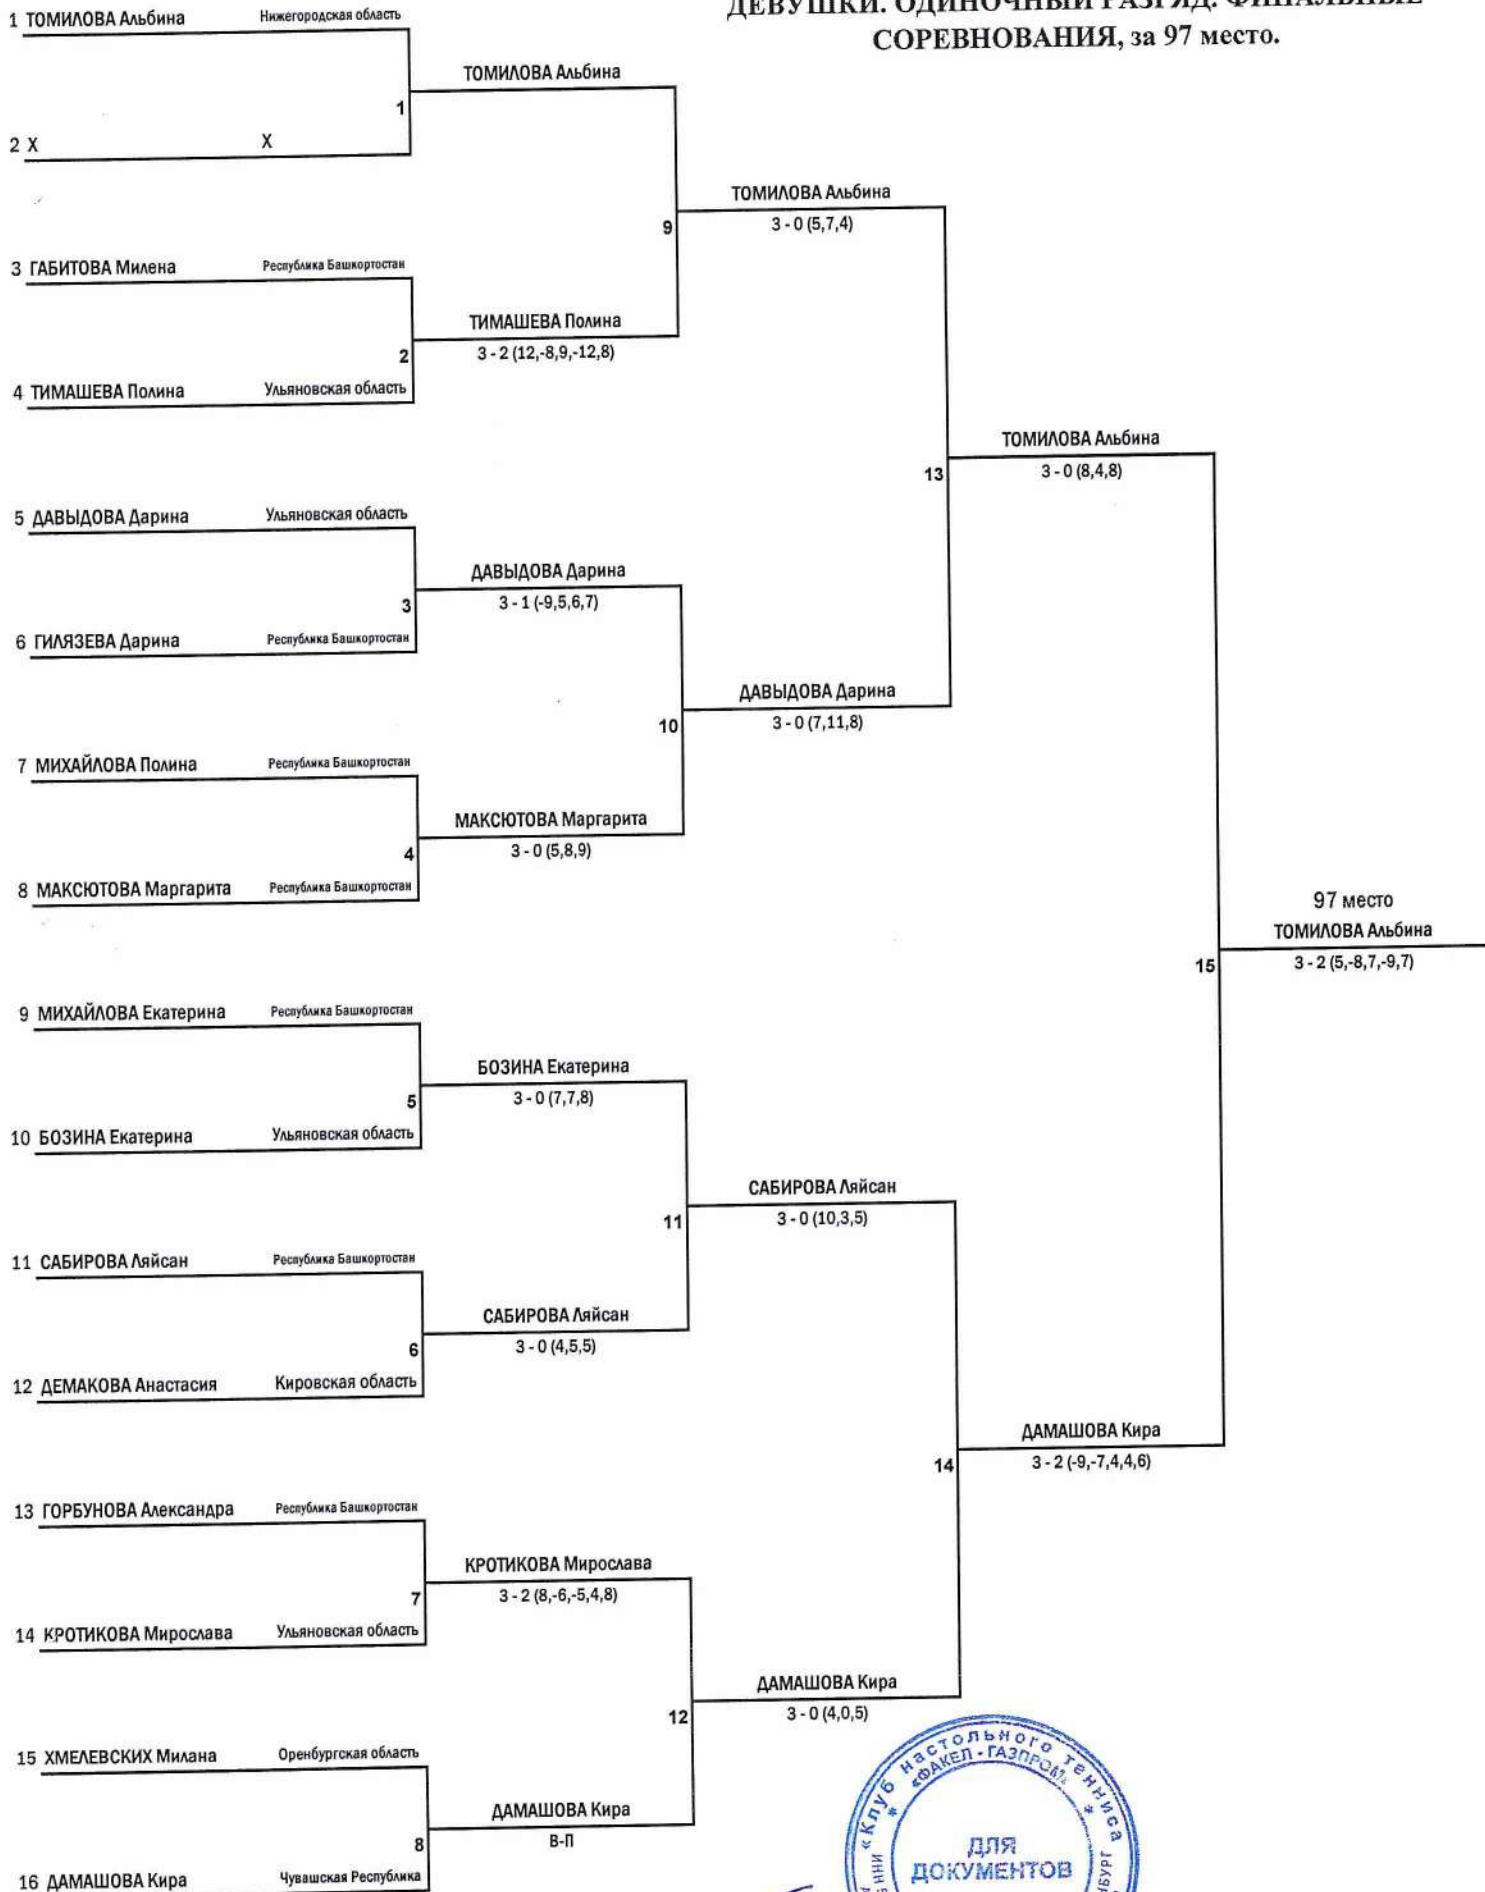 ДЕВУШКИ. ОДИНОЧНЫЙ РАЗРЯД. ФИНАЛЬНЫЕ
СОРЕВНОВАНИЯ, за 97 место.
1 ТОМИЛОВА Альбина Нижегородская область
ТОМИЛОВА Альбина
1
2 X X
ТОМИЛОВА Альбина
9
3 - 0 (5,7,4)
3 ГАБИТОВА Милена Республика Башкортостан
ТИМАШЕВА Полина
2
3 - 2 (12,-8,9,-12,8)
4 ТИМАШЕВА Полина Ульяновская область
ТОМИЛОВА Альбина
13
3 - 0 (8,4,8)
5 ДАВЫДОВА Дарина Ульяновская область
ДАВЫДОВА Дарина
3
3 - 1 (-9,5,6,7)
6 ГИЛЯЗЕВА Дарина Республика Башкортостан
ДАВЫДОВА Дарина
10
3 - 0 (7,11,8)
7 МИХАЙЛОВА Полина Республика Башкортостан
МАКСЮТОВА Маргарита
4
3 - 0 (5,8,9)
8 МАКСЮТОВА Маргарита Республика Башкортостан
97 место
ТОМИЛОВА Альбина
15
3 - 2 (5,-8,7,-9,7)
9 МИХАЙЛОВА Екатерина Республика Башкортостан
БОЗИНА Екатерина
5
3 - 0 (7,7,8)
10 БОЗИНА Екатерина Ульяновская область
САБИРОВА Ляйсан
11
3 - 0 (10,3,5)
11 САБИРОВА Ляйсан Республика Башкортостан
САБИРОВА Ляйсан
6
3 - 0 (4,5,5)
12 ДЕМАКОВА Анастасия Кировская область
ДАМАШОВА Кира
14
3 - 2 (-9,-7,4,4,6)
13 ГОРБУНОВА Александра Республика Башкортостан
КРОТИКОВА Мирослава
7
3 - 2 (8,-6,-5,4,8)
14 КРОТИКОВА Мирослава Ульяновская область
ДАМАШОВА Кира
12
3 - 0 (4,0,5)
15 ХМЕЛЕВСКИХ Милана Оренбургская область
ДАМАШОВА Кира
8
В-П
16 ДАМАШОВА Кира Чувашская Республика
«Клуб настольного тенниса
«ФАКЕЛ - ГАЗПРОМ»
ДЛЯ
ДОКУМЕНТОВ
ИНН